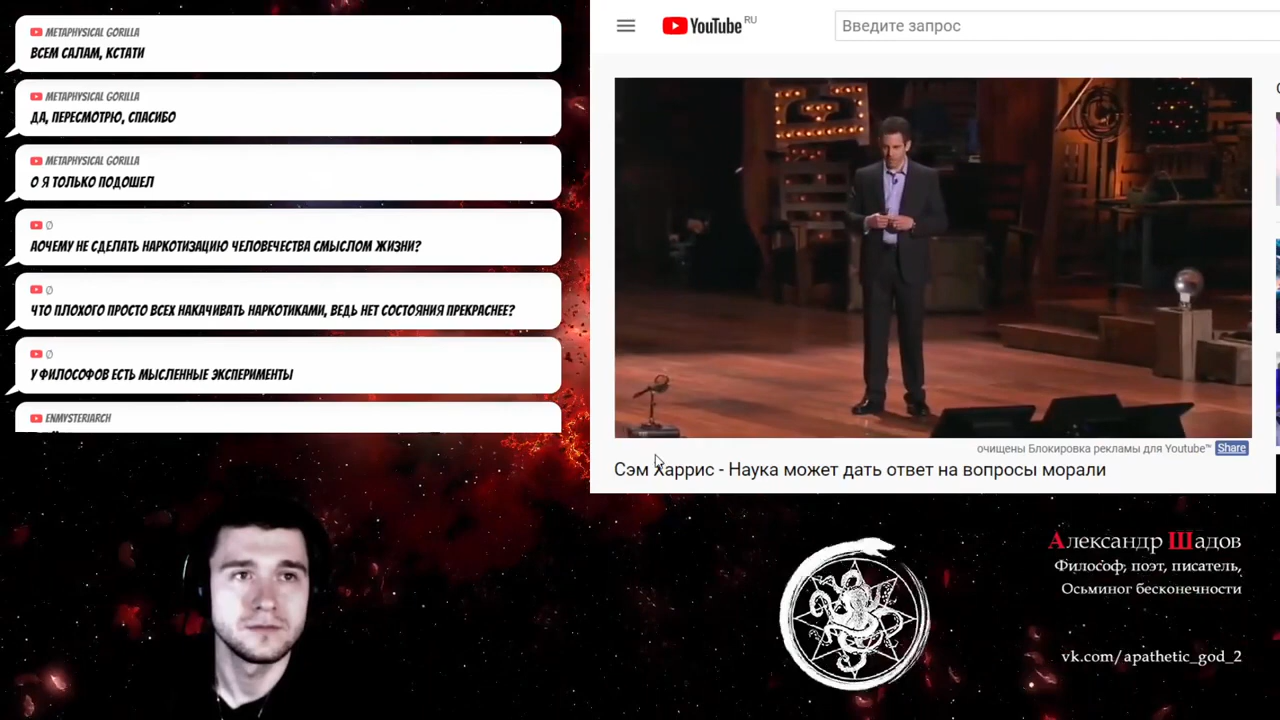 METAPHYSICAL GORILLA
ВСЕМ САЛАМ, КСТАТИ
METAPHYSICAL GORILLA
ДА, ПЕРЕСМОТРЮ, СПАСИБО
METAPHYSICAL GORILLA
О Я ТОЛЬКО ПОДОШЕЛ
Ø
АОЧЕМУ НЕ СДЕЛАТЬ НАРКОТИЗАЦИЮ ЧЕЛОВЕЧЕСТВА СМЫСЛОМ ЖИЗНИ?
Ø
ЧТО ПЛОХОГО ПРОСТО ВСЕХ НАКАЧИВАТЬ НАРКОТИКАМИ, ВЕДЬ НЕТ СОСТОЯНИЯ ПРЕКРАСНЕЕ?
Ø
У ФИЛОСОФОВ ЕСТЬ МЫСЛЕННЫЕ ЭКСПЕРИМЕНТЫ
ENMYSTERIARCH
YouTube RU
Введите запрос
очищены Блокировка рекламы для Youtube™ Share
Сэм Харрис - Наука может дать ответ на вопросы морали
Александр Шадов
Философ, поэт, писатель,
Осьминог бесконечности
vk.com/apathetic_god_2